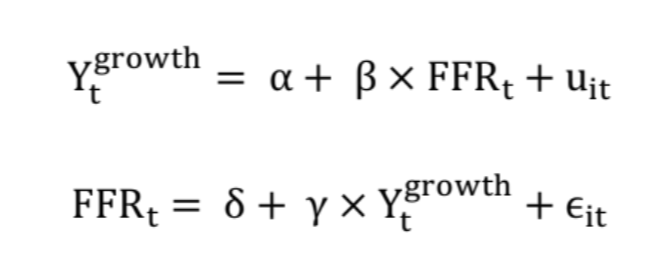 Y_t^growth = α + β × FFR_t + u_it
FFR_t = δ + γ × Y_t^growth + ϵ_it